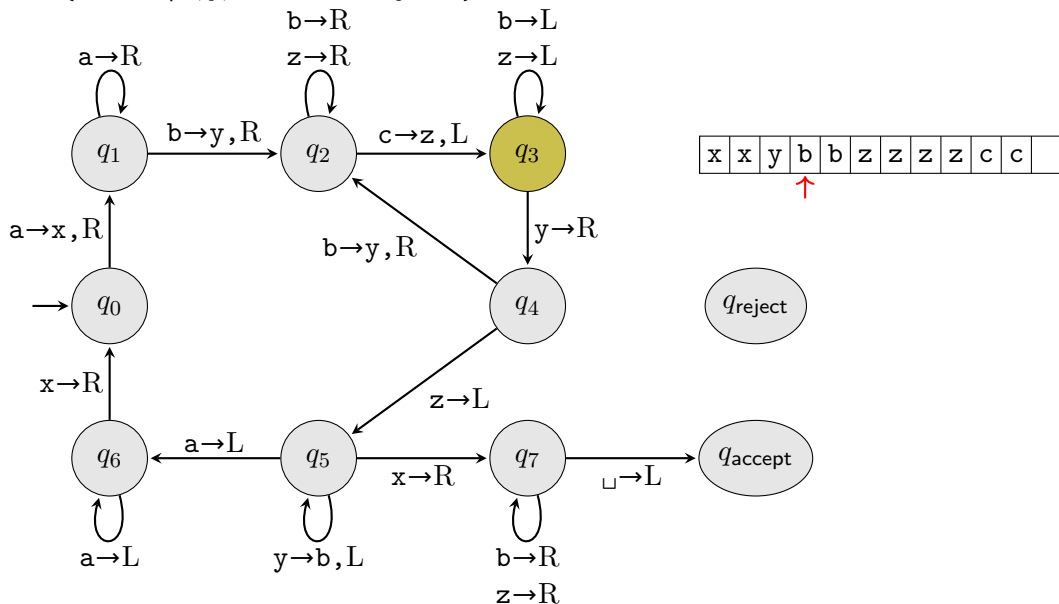 b→R
b→L
a→R
z→R
z→L
q1
b→y,R
q2
c→z,L
q3
x x y b b z z z z c c
a→x,R
b→y,R
y→R
q0
q4
qreject
x→R
z→L
q6
a→L
q5
x→R
q7
␣→L
qaccept
a→L
y→b,L
b→R
z→R